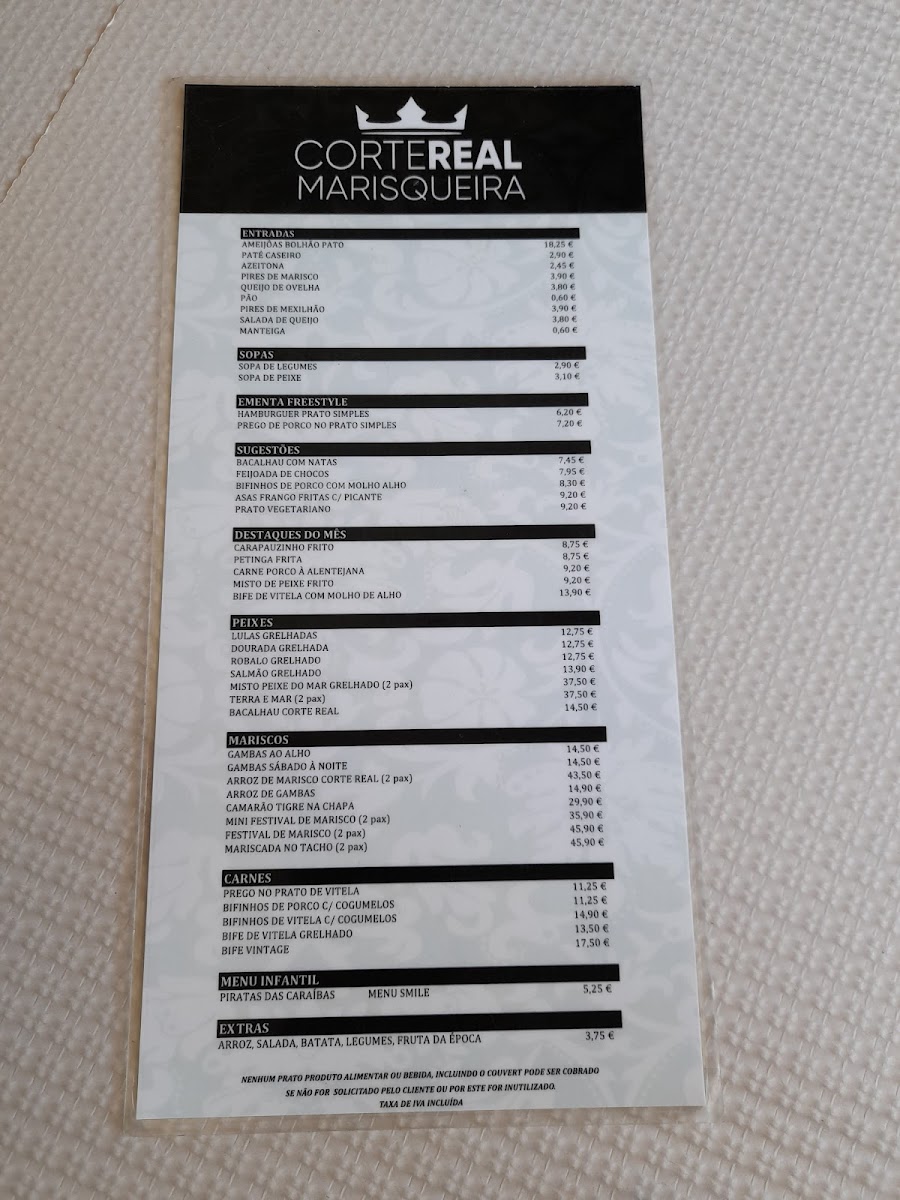 CORTEREAL
MARISQUEIRA
ENTRADAS
AMEIJÔAS BOLHÃO PATO 18,25 €
PATÉ CASEIRO 2,90 €
AZEITONA 2,45 €
PIRES DE MARISCO 3,90 €
QUEIJO DE OVELHA 3,80 €
PÃO 0,60 €
PIRES DE MEXILHÃO 3,90 €
SALADA DE QUEIJO 3,80 €
MANTEIGA 0,60 €
SOPAS
SOPA DE LEGUMES 2,90 €
SOPA DE PEIXE 3,10 €
EMENTA FREESTYLE
HAMBURGUER PRATO SIMPLES 6,20 €
PREGO DE PORCO NO PRATO SIMPLES 7,20 €
SUGESTÕES
BACALHAU COM NATAS 7,45 €
FEIJOADA DE CHOCOS 7,95 €
BIFINHOS DE PORCO COM MOLHO ALHO 8,30 €
ASAS FRANGO FRITAS C/ PICANTE 9,20 €
PRATO VEGETARIANO 9,20 €
DESTAQUES DO MÊS
CARAPAUZINHO FRITO 8,75 €
PETINGA FRITA 8,75 €
CARNE PORCO À ALENTEJANA 9,20 €
MISTO DE PEIXE FRITO 9,20 €
BIFE DE VITELA COM MOLHO DE ALHO 13,90 €
PEIXES
LULAS GRELHADAS 12,75 €
DOURADA GRELHADA 12,75 €
ROBALO GRELHADO 12,75 €
SALMÃO GRELHADO 13,90 €
MISTO PEIXE DO MAR GRELHADO (2 pax) 37,50 €
TERRA E MAR (2 pax) 37,50 €
BACALHAU CORTE REAL 14,50 €
MARISCOS
GAMBAS AO ALHO 14,50 €
GAMBAS SÁBADO À NOITE 14,50 €
ARROZ DE MARISCO CORTE REAL (2 pax) 43,50 €
ARROZ DE GAMBAS 14,90 €
CAMARÃO TIGRE NA CHAPA 29,90 €
MINI FESTIVAL DE MARISCO (2 pax) 35,90 €
FESTIVAL DE MARISCO (2 pax) 45,90 €
MARISCADA NO TACHO (2 pax) 45,90 €
CARNES
PREGO NO PRATO DE VITELA 11,25 €
BIFINHOS DE PORCO C/ COGUMELOS 11,25 €
BIFINHOS DE VITELA C/ COGUMELOS 14,90 €
BIFE DE VITELA GRELHADO 13,50 €
BIFE VINTAGE 17,50 €
MENU INFANTIL
PIRATAS DAS CARAÍBAS MENU SMILE 5,25 €
EXTRAS
ARROZ, SALADA, BATATA, LEGUMES, FRUTA DA ÉPOCA 3,75 €
NENHUM PRATO PRODUTO ALIMENTAR OU BEBIDA, INCLUINDO O COUVERT PODE SER COBRADO
SE NÃO FOR SOLICITADO PELO CLIENTE OU POR ESTE FOR INUTILIZADO.
TAXA DE IVA INCLUÍDA